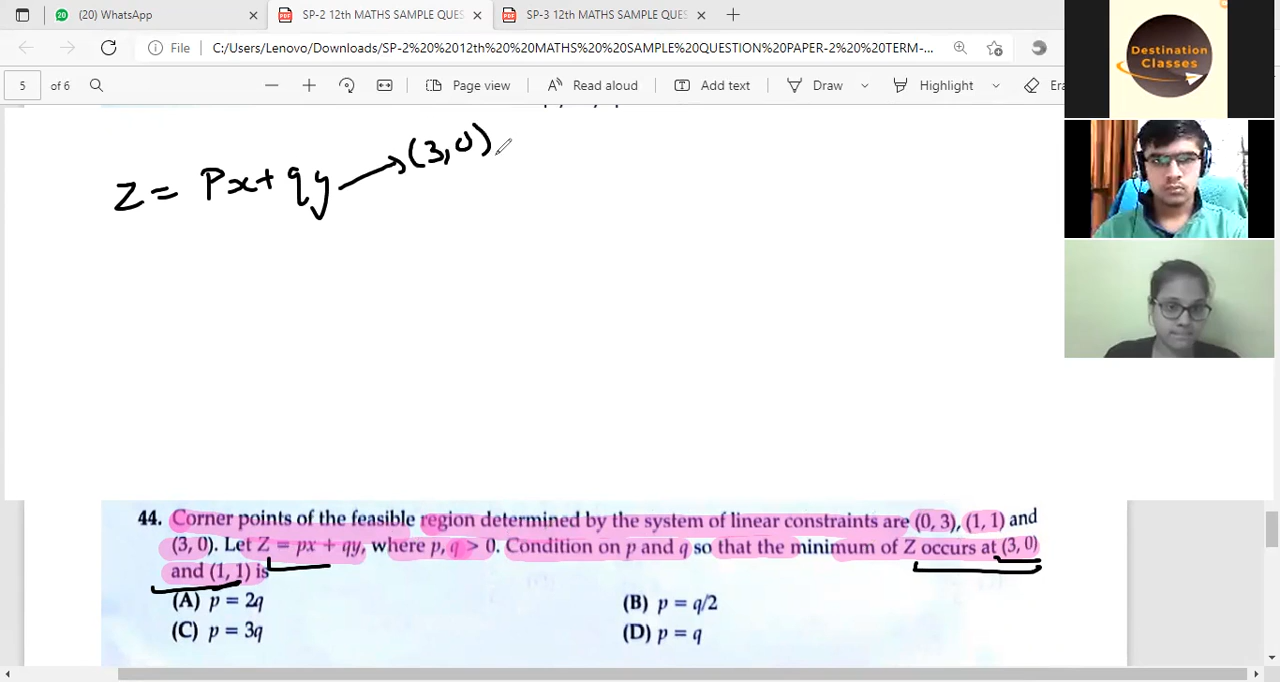 (20) WhatsApp
SP-2 12th MATHS SAMPLE QUES
SP-3 12th MATHS SAMPLE QUES
File
C:/Users/Lenovo/Downloads/SP-2%20%2012th%20%20MATHS%20%20SAMPLE%20QUESTION%20PAPER-2%20%20TERM-...
5 of 6
Page view
Read aloud
Add text
Draw
Highlight
Era
Destination
Classes
Z = Px + qy → (3, 0)
44. Corner points of the feasible region determined by the system of linear constraints are (0, 3), (1, 1) and
(3, 0). Let Z = px + qy, where p, q > 0. Condition on p and q so that the minimum of Z occurs at (3, 0)
and (1, 1) is
(A) p = 2q
(B) p = q/2
(C) p = 3q
(D) p = q